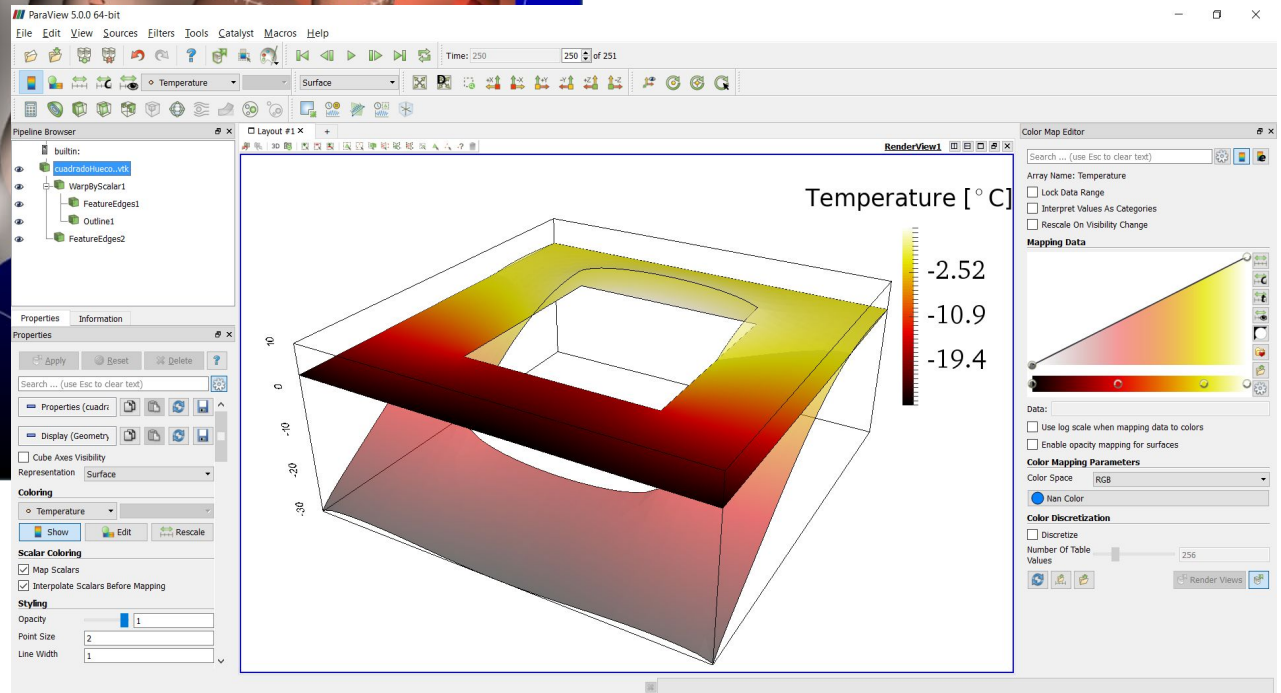 ParaView 5.0.0 64-bit
File Edit View Sources Filters Tools Catalyst Macros Help
Time: 250 250 of 251
Temperature Surface
Pipeline Browser
builtin:
cuadradoHueco..vtk
WarpByScalar1
FeatureEdges1
Outline1
FeatureEdges2
Properties Information
Properties
Apply Reset Delete ?
Search ... (use Esc to clear text)
Properties (cuadra
Display (Geometry
Cube Axes Visibility
Representation Surface
Coloring
Temperature
Show Edit Rescale
Scalar Coloring
Map Scalars
Interpolate Scalars Before Mapping
Styling
Opacity 1
Point Size 2
Line Width 1
Layout #1 × +
3D RenderView1
Temperature [°C]
-2.52
-10.9
-19.4
10
0
-10
-20
-30
Color Map Editor
Search ... (use Esc to clear text)
Array Name: Temperature
Lock Data Range
Interpret Values As Categories
Rescale On Visibility Change
Mapping Data
Data:
Use log scale when mapping data to colors
Enable opacity mapping for surfaces
Color Mapping Parameters
Color Space RGB
Nan Color
Color Discretization
Discretize
Number Of Table
Values 256
Render Views